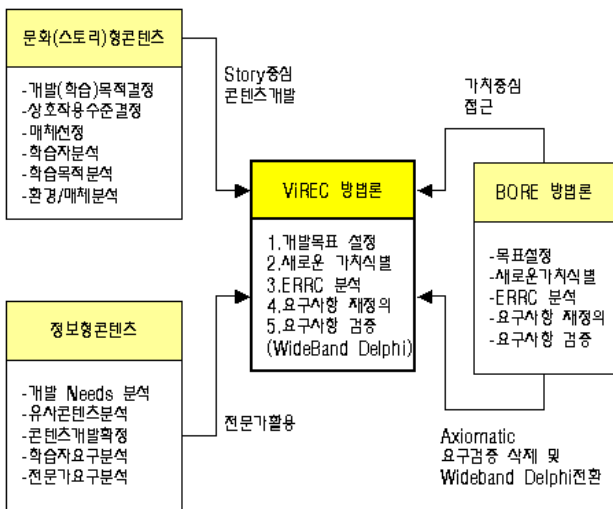 문화(스토리)형콘텐츠
-개발(학습)목적결정
-상호작용수준결정
-매체선정
-학습자분석
-학습목적분석
-환경/매체분석
Story중심
콘텐츠개발
가치중심
접근
ViREC 방법론
1.개발목표 설정
2.새로운 가치식별
3.ERRC 분석
4.요구사항 재정의
5.요구사항 검증
(WideBand Delphi)
BORE 방법론
-목표설정
-새로운가치식별
-ERRC 분석
-요구사항 재정의
-요구사항 검증
정보형콘텐츠
-개발 Needs 분석
-유사콘텐츠분석
-콘텐츠개발확정
-학습자요구분석
-전문가요구분석
전문가활용
Axiomatic
요구검증 삭제 및
Wideband Delphi전환